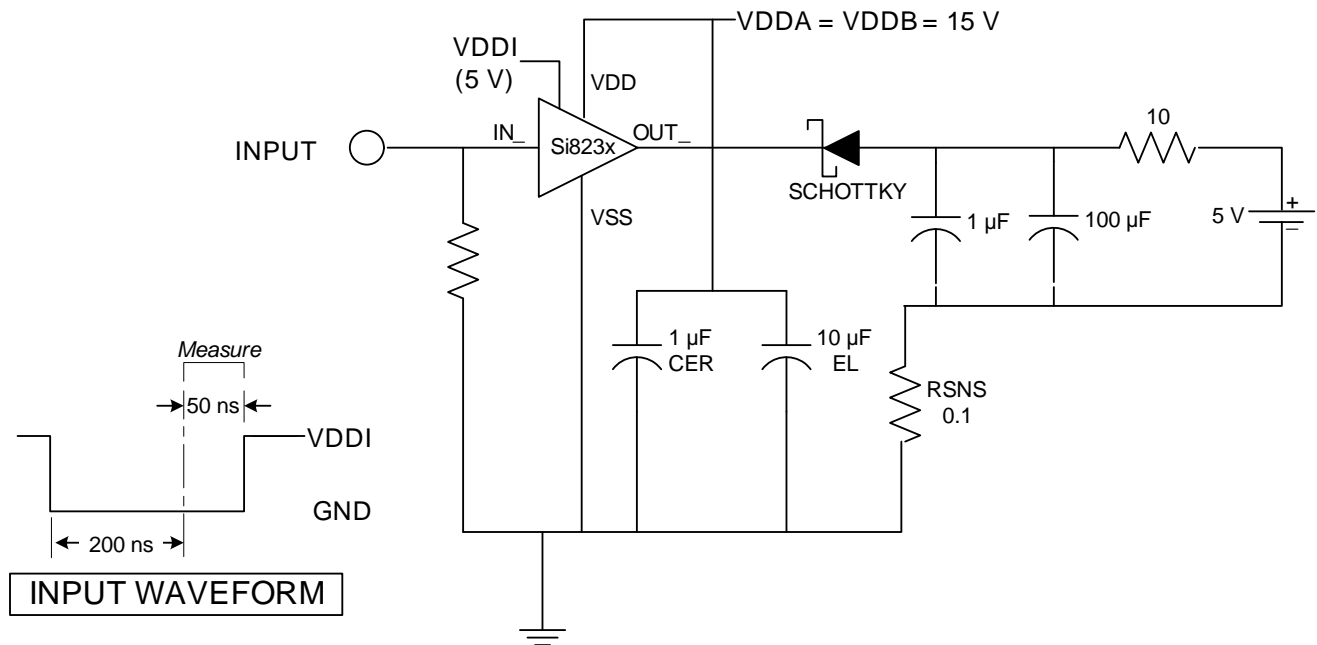 VDDA = VDDB = 15 V
VDDI
(5 V)
VDD
10
INPUT
IN_
Si823x
OUT_
SCHOTTKY
VSS
1 µF
100 µF
5 V
+
–
1 µF
CER
10 µF
EL
RSNS
0.1
Measure
50 ns
VDDI
GND
200 ns
INPUT WAVEFORM